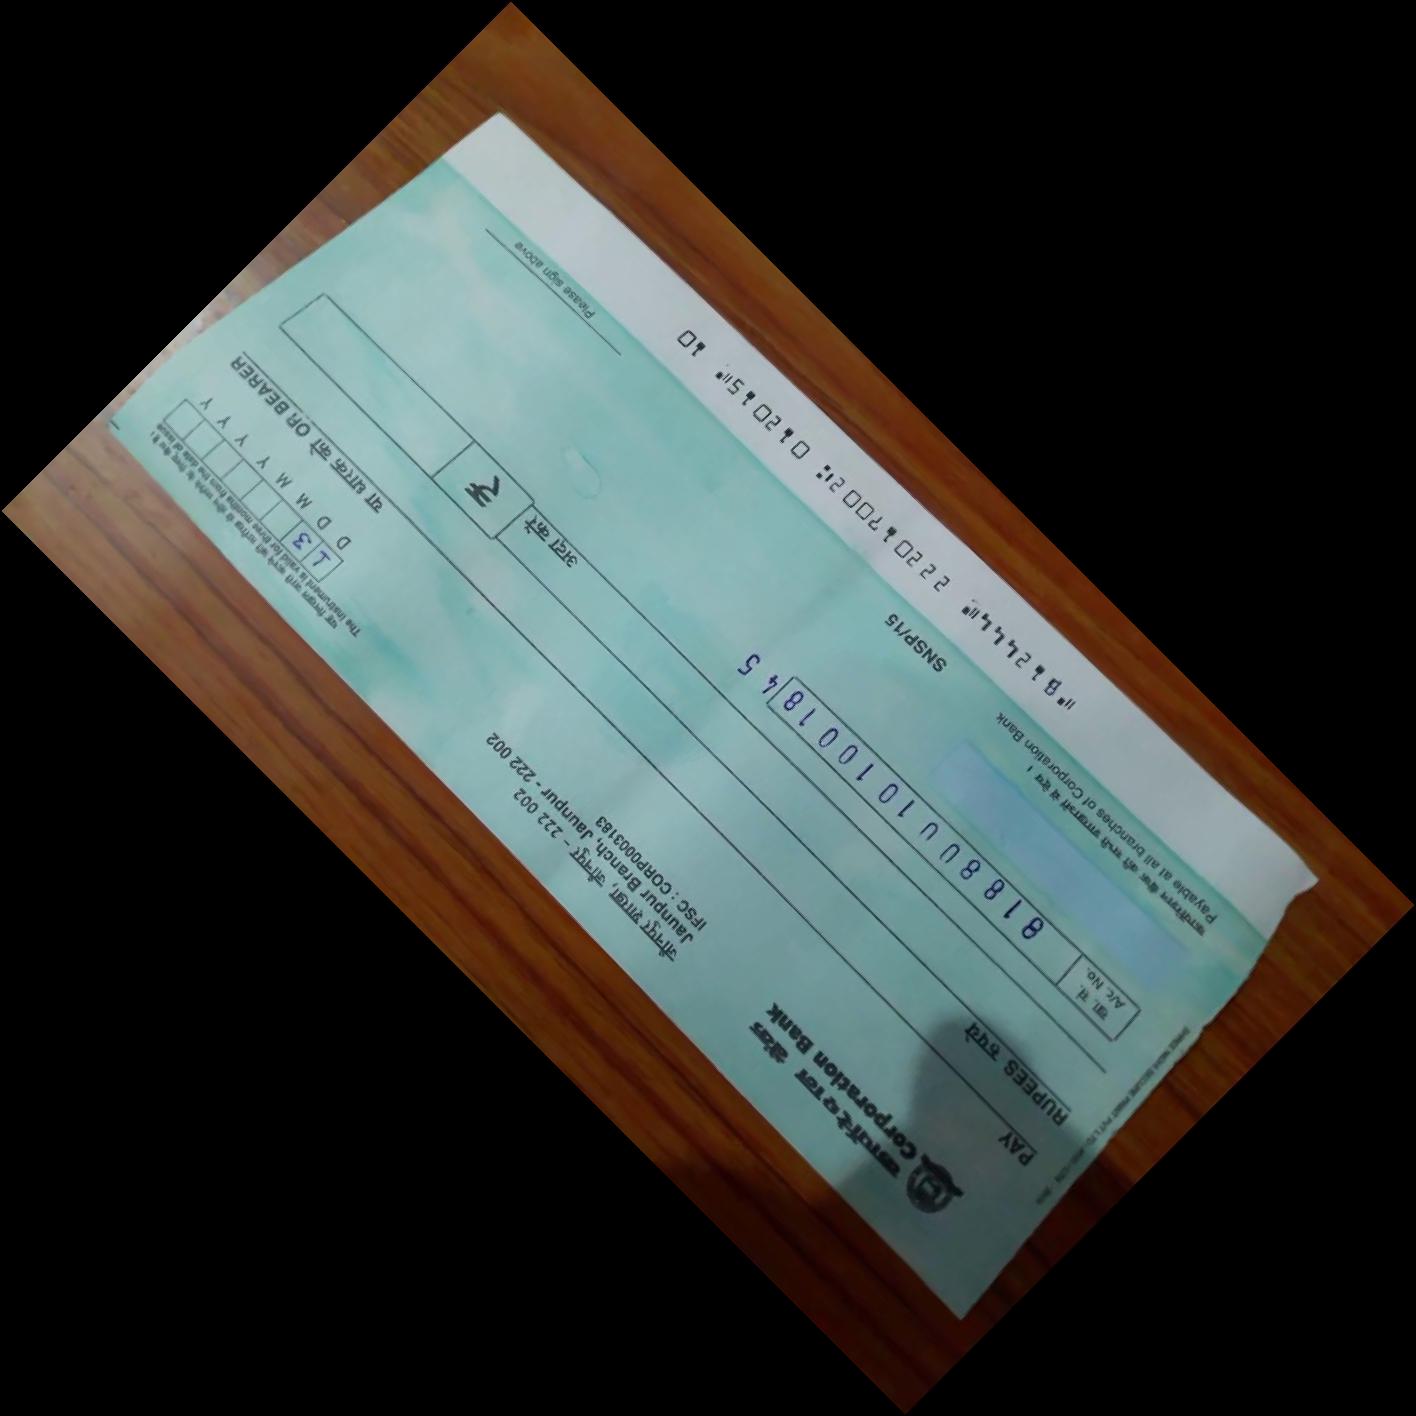 यह लिखत जारी करने की तारीख से तीन महीने के लिए वैध है।
The instrument is valid for three months from the date of issue
कार्पोरेशन बैंक
Corporation Bank
जौनपुर शाखा, जौनपुर - 222 002
Jaunpur Branch, Jaunpur - 222 002
IFSC : CORP0003183
13
D D M M Y Y Y Y
PAY
या धारक को OR BEARER
RUPEES रुपये
अदा करें
₹
खा. सं.
A/c. No.
818800101001845
SNSP/15
कार्पोरेशन बैंक की सभी शाखाओं में देय ।
Payable at all branches of Corporation Bank
Please sign above
⑈812444⑈ 222017002⑆ 012015⑈ 10